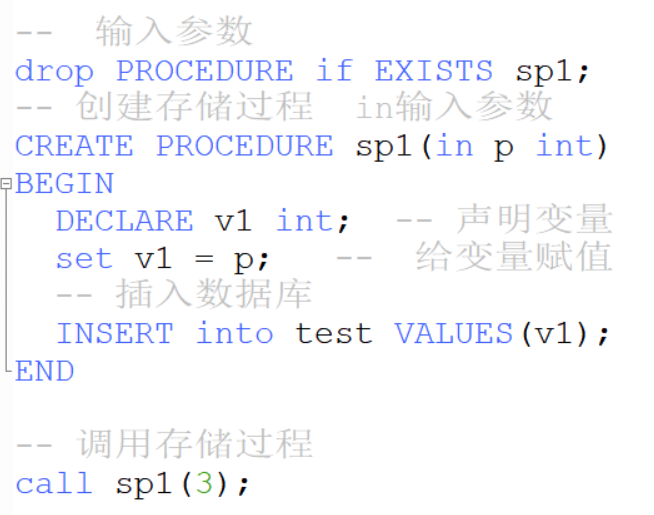 --  输入参数
drop PROCEDURE if EXISTS sp1;
-- 创建存储过程  in输入参数
CREATE PROCEDURE sp1(in p int)
BEGIN
  DECLARE v1 int;  -- 声明变量
  set v1 = p;   --  给变量赋值
  -- 插入数据库
  INSERT into test VALUES(v1);
END
-- 调用存储过程
call sp1(3);